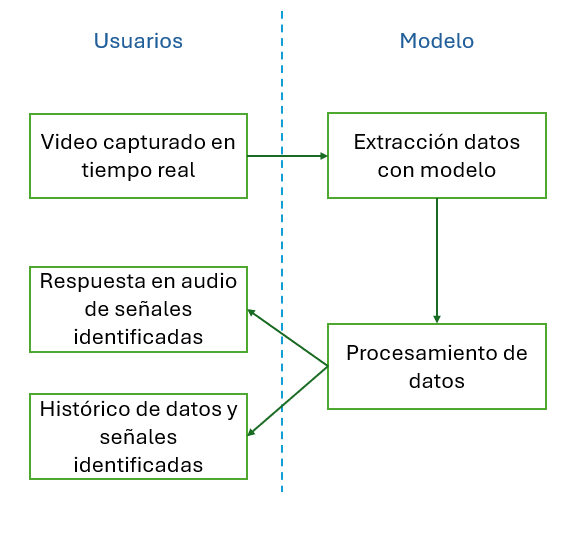 Usuarios
Modelo
Video capturado en
tiempo real
Extracción datos
con modelo
Respuesta en audio
de señales
identificadas
Procesamiento de
datos
Histórico de datos y
señales
identificadas